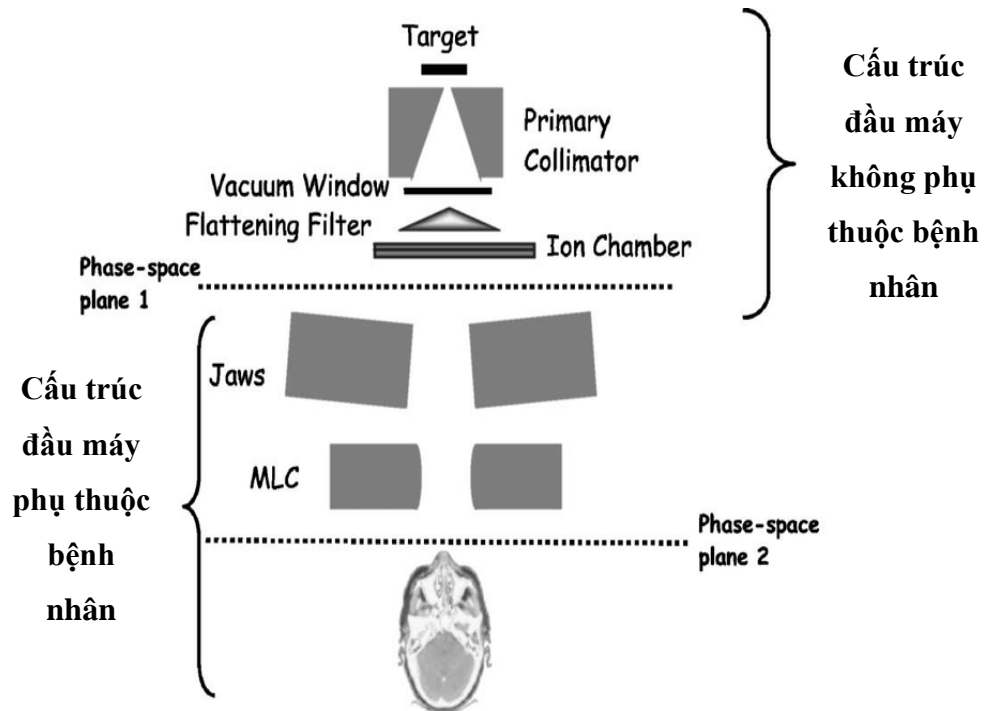 Target
Primary
Collimator
Vacuum Window
Flattening Filter
Ion Chamber
Phase-space
plane 1
Cấu trúc
đầu máy
không phụ
thuộc bệnh
nhân
Jaws
MLC
Cấu trúc
đầu máy
phụ thuộc
bệnh
nhân
Phase-space
plane 2